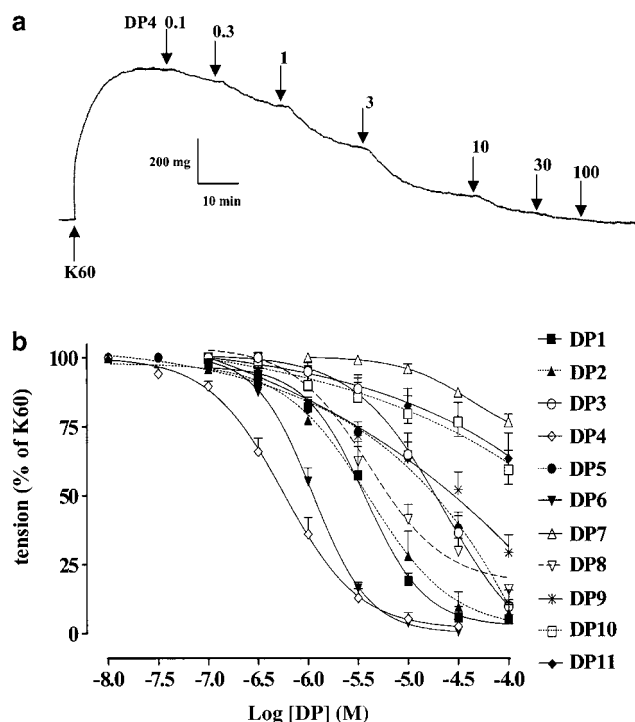 a
DP4 0.1
0.3
1
3
10
30
100
200 mg
10 min
K60
b
100
75
50
25
0
tension (% of K60)
-8.0 -7.5 -7.0 -6.5 -6.0 -5.5 -5.0 -4.5 -4.0
Log [DP] (M)
DP1
DP2
DP3
DP4
DP5
DP6
DP7
DP8
DP9
DP10
DP11